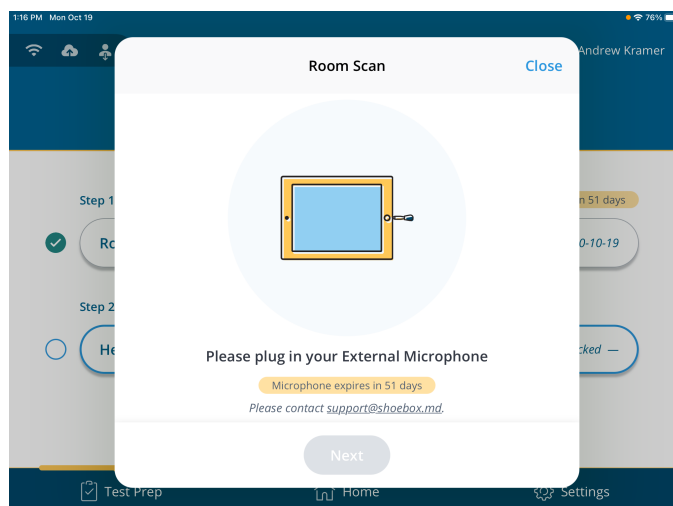 1:16 PM Mon Oct 19
76%
Andrew Kramer
Room Scan
Close
Step 1
n 51 days
Ro
0-10-19
Step 2
He
cked —
Please plug in your External Microphone
Microphone expires in 51 days
Please contact support@shoebox.md.
Next
Test Prep
Home
Settings